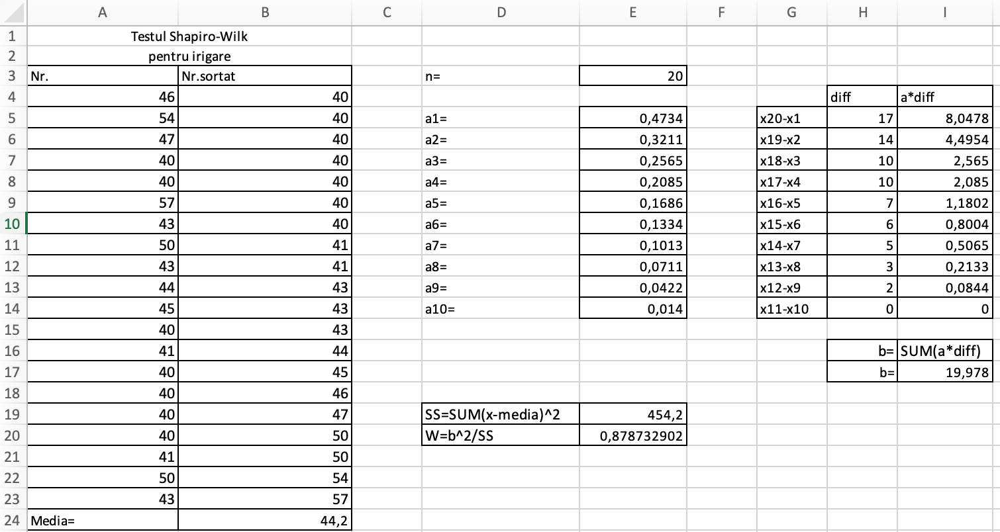 A B C D E F G H I
1 Testul Shapiro-Wilk
2 pentru irigare
3 Nr. Nr.sortat n= 20
4 46 40 diff a*diff
5 54 40 a1= 0,4734 x20-x1 17 8,0478
6 47 40 a2= 0,3211 x19-x2 14 4,4954
7 40 40 a3= 0,2565 x18-x3 10 2,565
8 40 40 a4= 0,2085 x17-x4 10 2,085
9 57 40 a5= 0,1686 x16-x5 7 1,1802
10 43 40 a6= 0,1334 x15-x6 6 0,8004
11 50 41 a7= 0,1013 x14-x7 5 0,5065
12 43 41 a8= 0,0711 x13-x8 3 0,2133
13 44 43 a9= 0,0422 x12-x9 2 0,0844
14 45 43 a10= 0,014 x11-x10 0 0
15 40 43
16 41 44 b= SUM(a*diff)
17 40 45 b= 19,978
18 40 46
19 40 47 SS=SUM(x-media)^2 454,2
20 40 50 W=b^2/SS 0,878732902
21 41 50
22 50 54
23 43 57
24 Media= 44,2